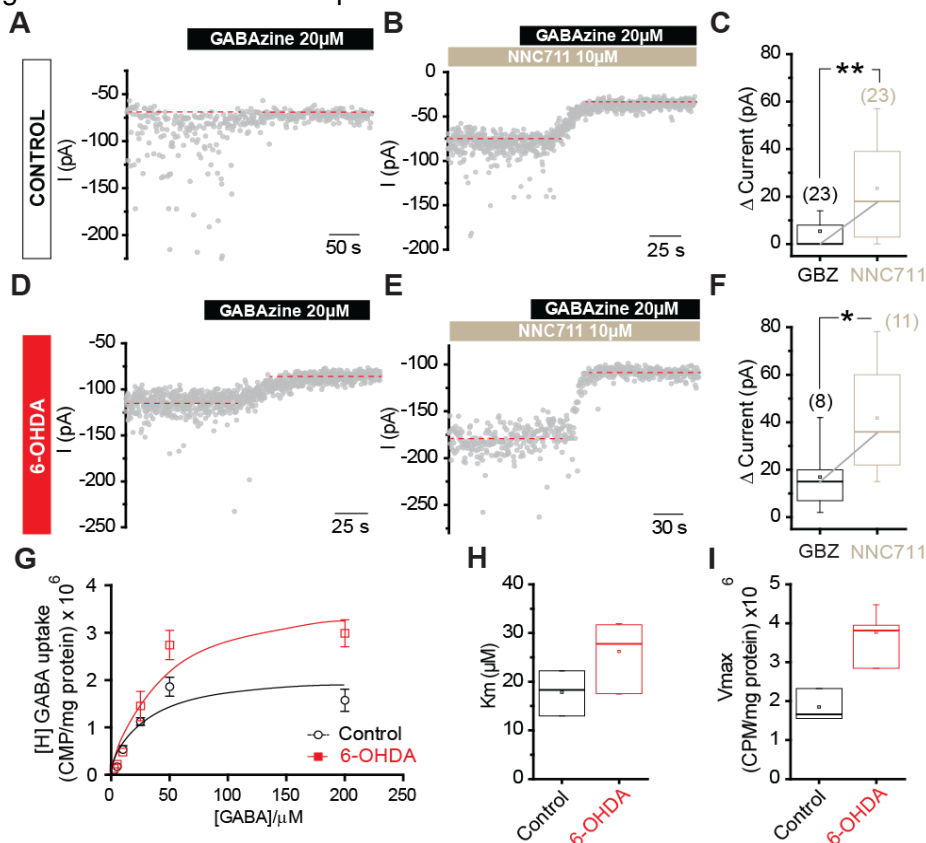 A
GABAzine 20µM
CONTROL
I (pA)
-50
-100
-150
-200
50 s
B
GABAzine 20µM
NNC711 10µM
I (pA)
0
-50
-100
-150
-200
25 s
C
Δ Current (pA)
80
60
40
20
0
**
(23)
(23)
GBZ NNC711
D
GABAzine 20µM
6-OHDA
I (pA)
-50
-100
-150
-200
-250
25 s
E
GABAzine 20µM
NNC711 10µM
I (pA)
-100
-150
-200
-250
30 s
F
Δ Current (pA)
80
60
40
20
0
*
(11)
(8)
GBZ NNC711
G
[H] GABA uptake
(CMP/mg protein) x 10⁶
4
3
2
1
0
0 50 100 150 200 250
[GABA]/µM
Control
6-OHDA
H
Km (µM)
40
30
20
10
0
Control
6-OHDA
I
Vmax
(CPM/mg protein) x10⁶
5
4
3
2
1
0
Control
6-OHDA